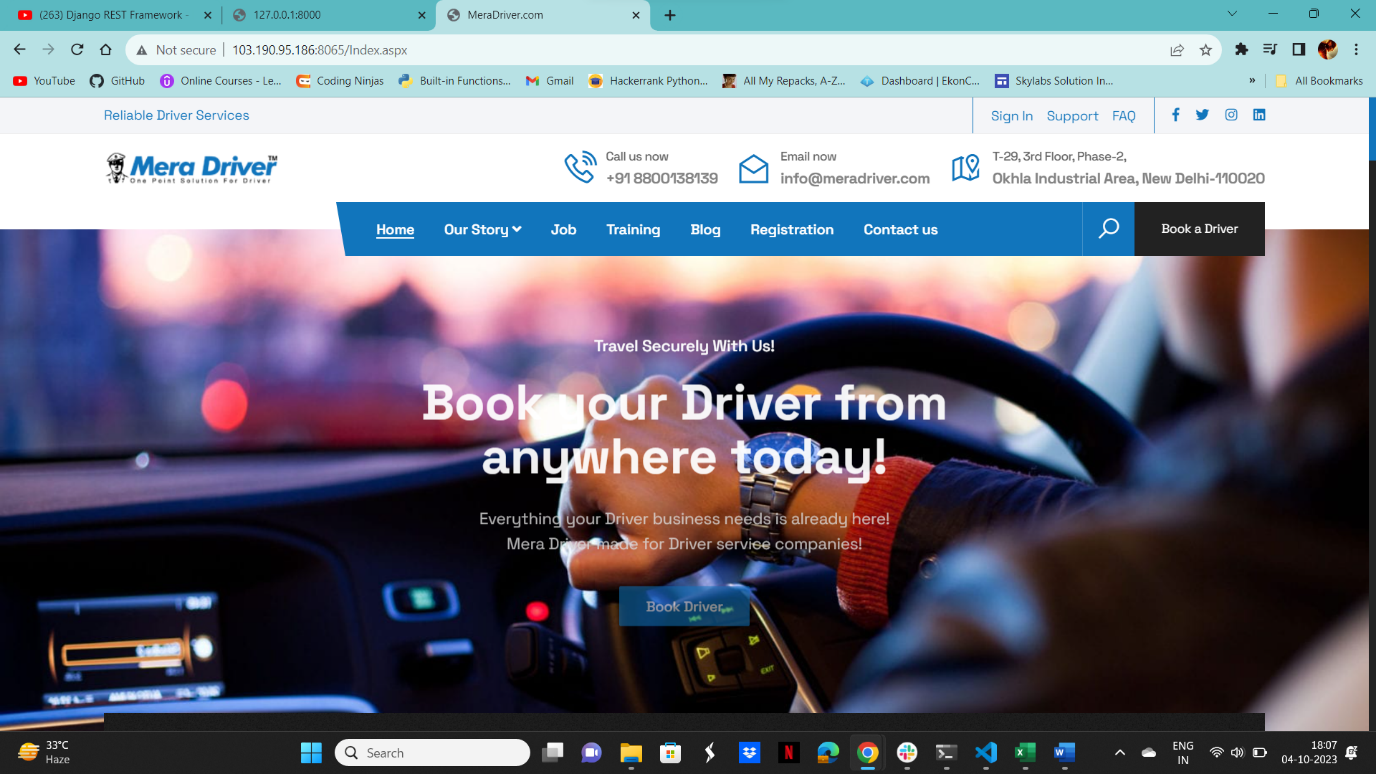 (263) Django REST Framework -
127.0.0.1:8000
MeraDriver.com
Not secure
103.190.95.186:8065/Index.aspx
YouTube
GitHub
Online Courses - Le...
Coding Ninjas
Built-in Functions...
Gmail
Hackerrank Python...
All My Repacks, A-Z...
Dashboard | EkonC...
Skylabs Solution In...
»
All Bookmarks
Reliable Driver Services
Sign In
Support
FAQ
Mera Driver™
One Point Solution For Driver
Call us now
+91 8800138139
Email now
info@meradriver.com
T-29, 3rd Floor, Phase-2,
Okhla Industrial Area, New Delhi-110020
Home
Our Story
Job
Training
Blog
Registration
Contact us
Book a Driver
Travel Securely With Us!
Book your Driver from
anywhere today!
Everything your Driver business needs is already here!
Mera Driver made for Driver service companies!
Book Driver
EXIT
33°C
Haze
Search
ENG
IN
18:07
04-10-2023